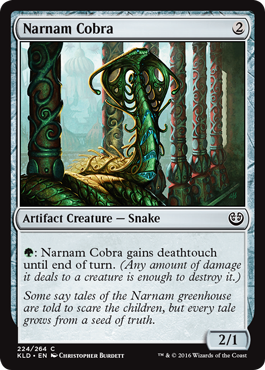 Narnam Cobra 2
Artifact Creature — Snake
: Narnam Cobra gains deathtouch
until end of turn. (Any amount of damage
it deals to a creature is enough to destroy it.)
Some say tales of the Narnam greenhouse
are told to scare the children, but every tale
grows from a seed of truth.
2/1
224/264 C
KLD • EN Christopher Burdett ™ & © 2016 Wizards of the Coast